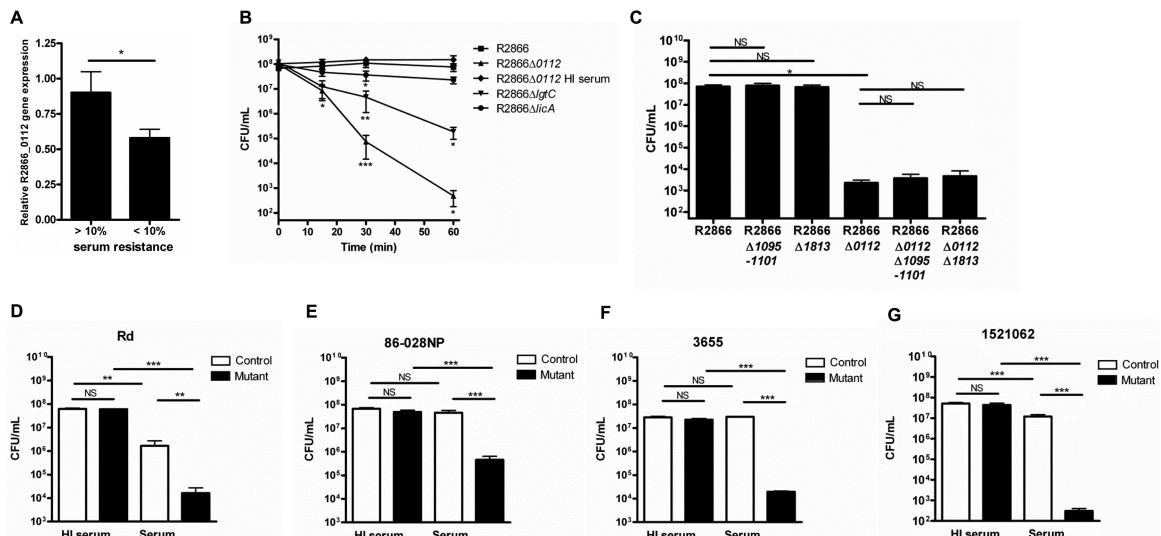 A
Relative R2866_0112 gene expression
1.25
1.00
0.75
0.50
0.25
0.00
*
> 10%
< 10%
serum resistance
B
CFU/mL
10⁹
10⁸
10⁷
10⁶
10⁵
10⁴
10³
10²
*
*
**
***
*
*
0
10
20
30
40
50
60
Time (min)
R2866
R2866Δ0112
R2866Δ0112 HI serum
R2866ΔlgtC
R2866ΔlicA
C
CFU/mL
10¹⁰
10⁹
10⁸
10⁷
10⁶
10⁵
10⁴
10³
10²
NS
NS
*
NS
NS
R2866
R2866 Δ1095 -1101
R2866 Δ1813
R2866 Δ0112
R2866 Δ0112 Δ1095 -1101
R2866 Δ0112 Δ1813
D
Rd
CFU/mL
10¹⁰
10⁹
10⁸
10⁷
10⁶
10⁵
10⁴
10³
***
**
NS
**
Control
Mutant
HI serum
Serum
E
86-028NP
CFU/mL
10¹⁰
10⁹
10⁸
10⁷
10⁶
10⁵
10⁴
10³
***
NS
NS
***
Control
Mutant
HI serum
Serum
F
3655
CFU/mL
10¹⁰
10⁹
10⁸
10⁷
10⁶
10⁵
10⁴
10³
***
NS
NS
***
Control
Mutant
HI serum
Serum
G
1521062
CFU/mL
10¹⁰
10⁹
10⁸
10⁷
10⁶
10⁵
10⁴
10³
10²
***
***
NS
***
Control
Mutant
HI serum
Serum